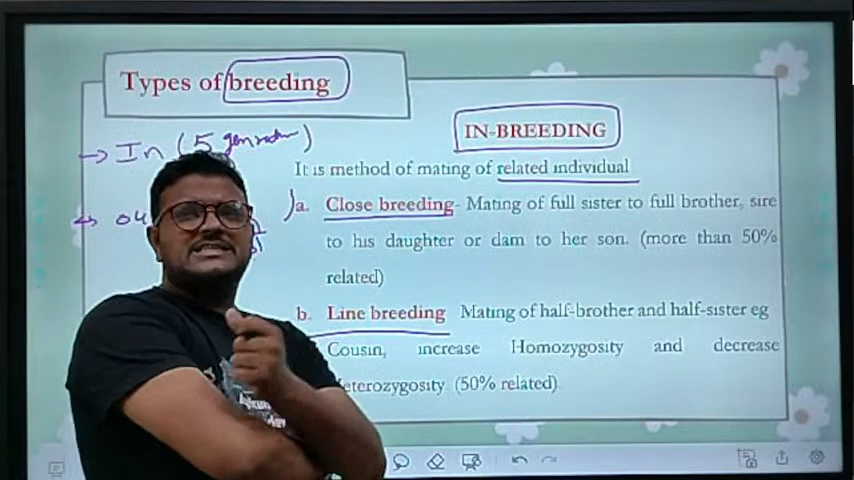 Types of breeding
IN-BREEDING
→ In (5 generation)
It is method of mating of related individual
→ ou
a. Close breeding- Mating of full sister to full brother, sire
to his daughter or dam to her son. (more than 50%
related)
b. Line breeding Mating of half-brother and half-sister eg
Cousin, increase Homozygosity and decrease
eterozygosity. (50% related)